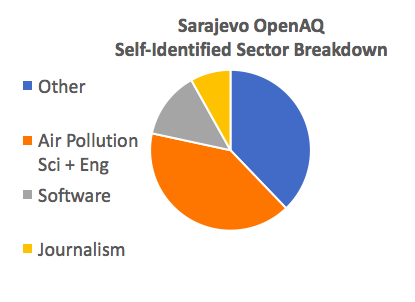 Sarajevo OpenAQ
Self-Identified Sector Breakdown
Other
Air Pollution
Sci + Eng
Software
Journalism